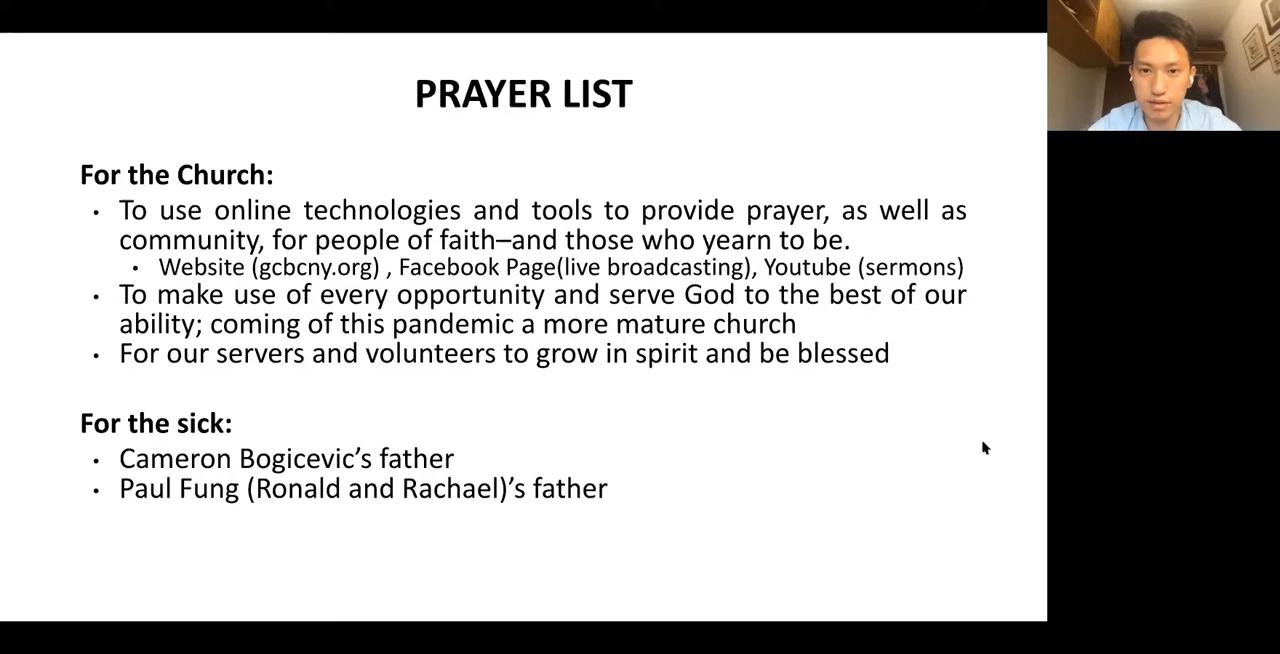 PRAYER LIST
For the Church:
• To use online technologies and tools to provide prayer, as well as
community, for people of faith–and those who yearn to be.
• Website (gcbcny.org) , Facebook Page(live broadcasting), Youtube (sermons)
• To make use of every opportunity and serve God to the best of our
ability; coming of this pandemic a more mature church
• For our servers and volunteers to grow in spirit and be blessed
For the sick:
• Cameron Bogicevic’s father
• Paul Fung (Ronald and Rachael)’s father